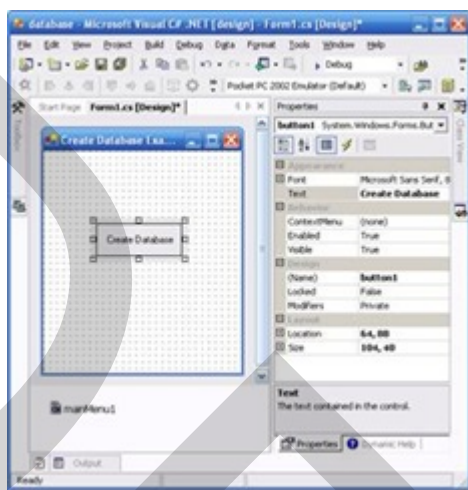 database - Microsoft Visual C# .NET [design] - Form1.cs [Design]*
File Edit View Project Build Debug Data Format Tools Window Help
Debug
Pocket PC 2002 Emulator (Default)
Start Page Form1.cs [Design]*
Create Database Exa...
Create Database
mainMenu1
Output
Ready
Toolbox
Properties
button1 System.Windows.Forms.But
Appearance
Font Microsoft Sans Serif, 8
Text Create Database
Behavior
ContextMenu (none)
Enabled True
Visible True
Design
(Name) button1
Locked False
Modifiers Private
Layout
Location 64, 88
Size 104, 40
Text
The text contained in the control.
Properties Dynamic Help
Class View